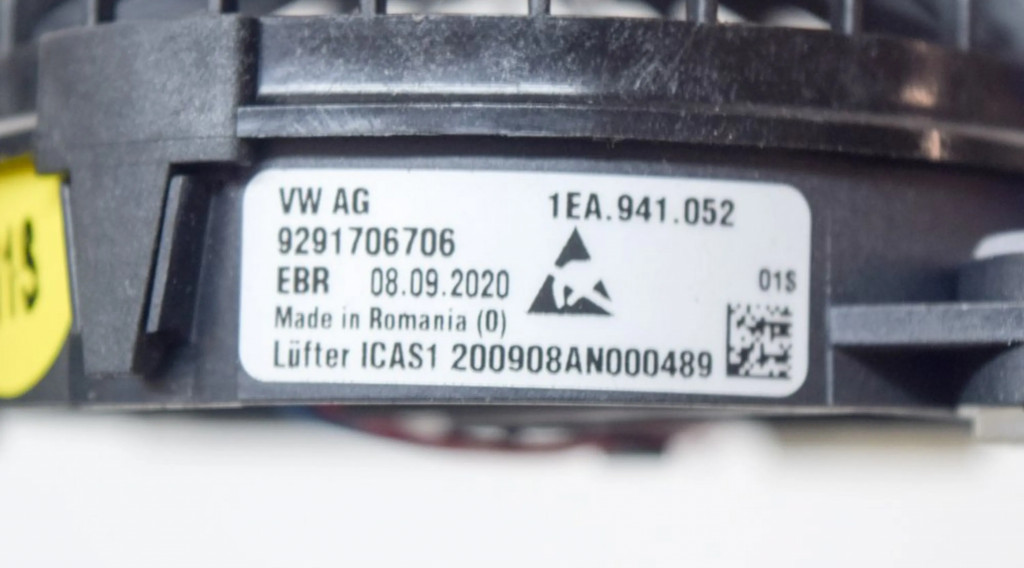 VW AG
1EA.941.052
9291706706
EBR 08.09.2020
01S
Made in Romania (0)
Lüfter ICAS1 200908AN000489